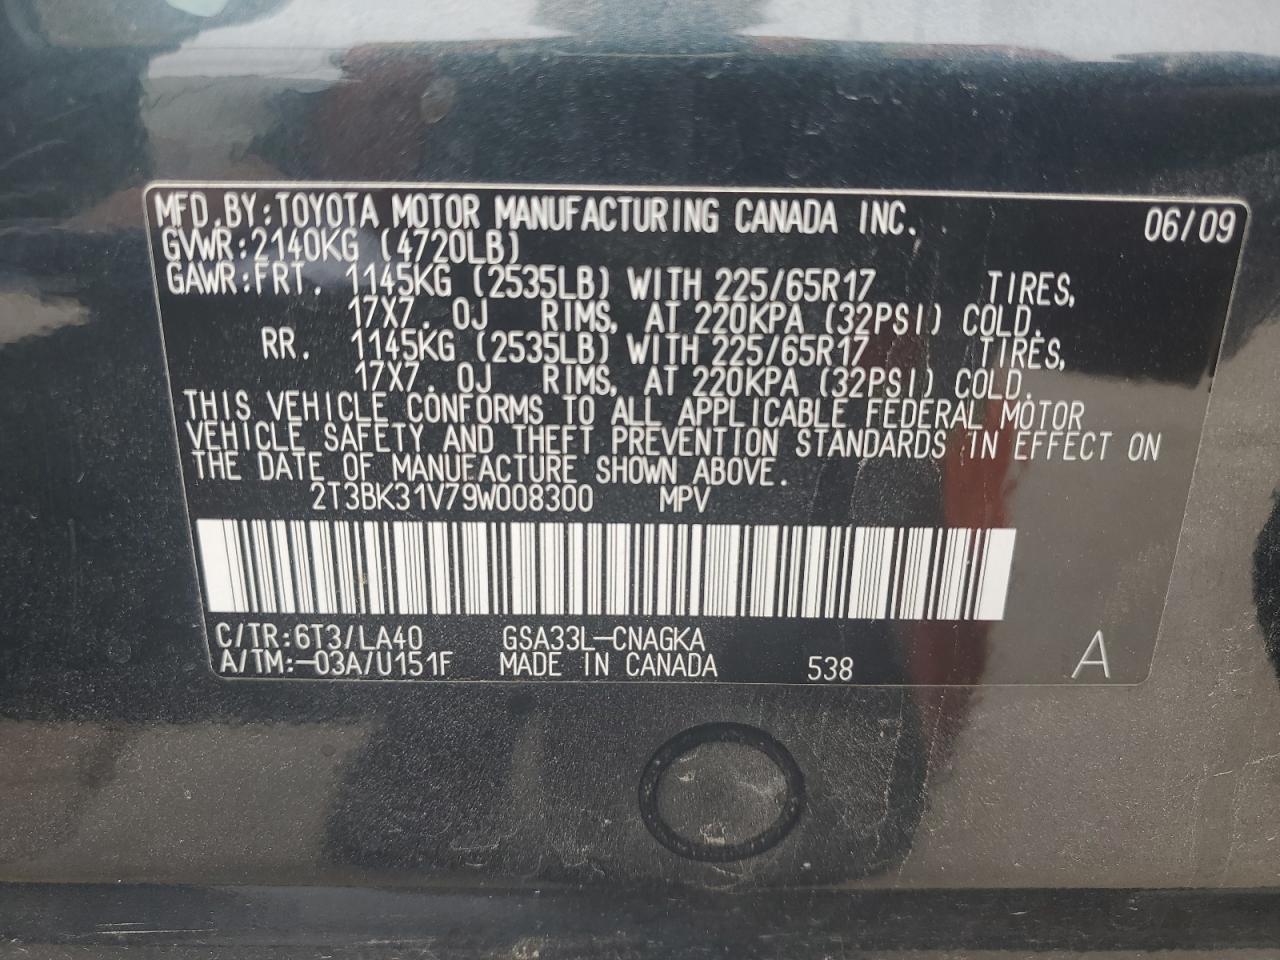 MFD.BY:TOYOTA MOTOR MANUFACTURING CANADA INC. 06/09
GVWR:2140KG (4720LB)
GAWR:FRT. 1145KG (2535LB) WITH 225/65R17 TIRES,
17X7.0J RIMS, AT 220KPA (32PSI) COLD.
RR. 1145KG (2535LB) WITH 225/65R17 TIRES,
17X7.0J RIMS, AT 220KPA (32PSI) COLD.
THIS VEHICLE CONFORMS TO ALL APPLICABLE FEDERAL MOTOR
VEHICLE SAFETY AND THEFT PREVENTION STANDARDS IN EFFECT ON
THE DATE OF MANUFACTURE SHOWN ABOVE.
2T3BK31V79W008300 MPV
C/TR:6T3/LA40 GSA33L-CNAGKA
A/TM:-03A/U151F MADE IN CANADA 538 A